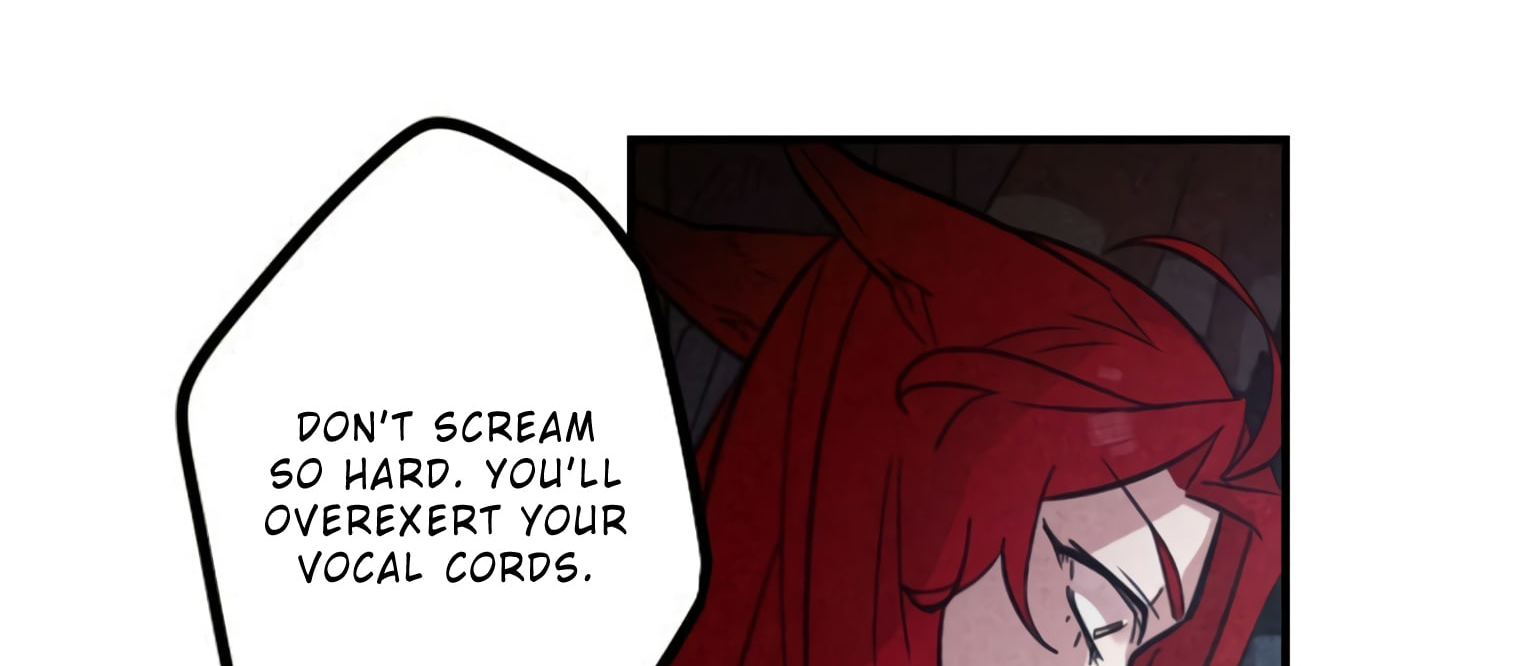 DON'T SCREAM
SO HARD. YOU'LL
OVEREXERT YOUR
VOCAL CORDS.